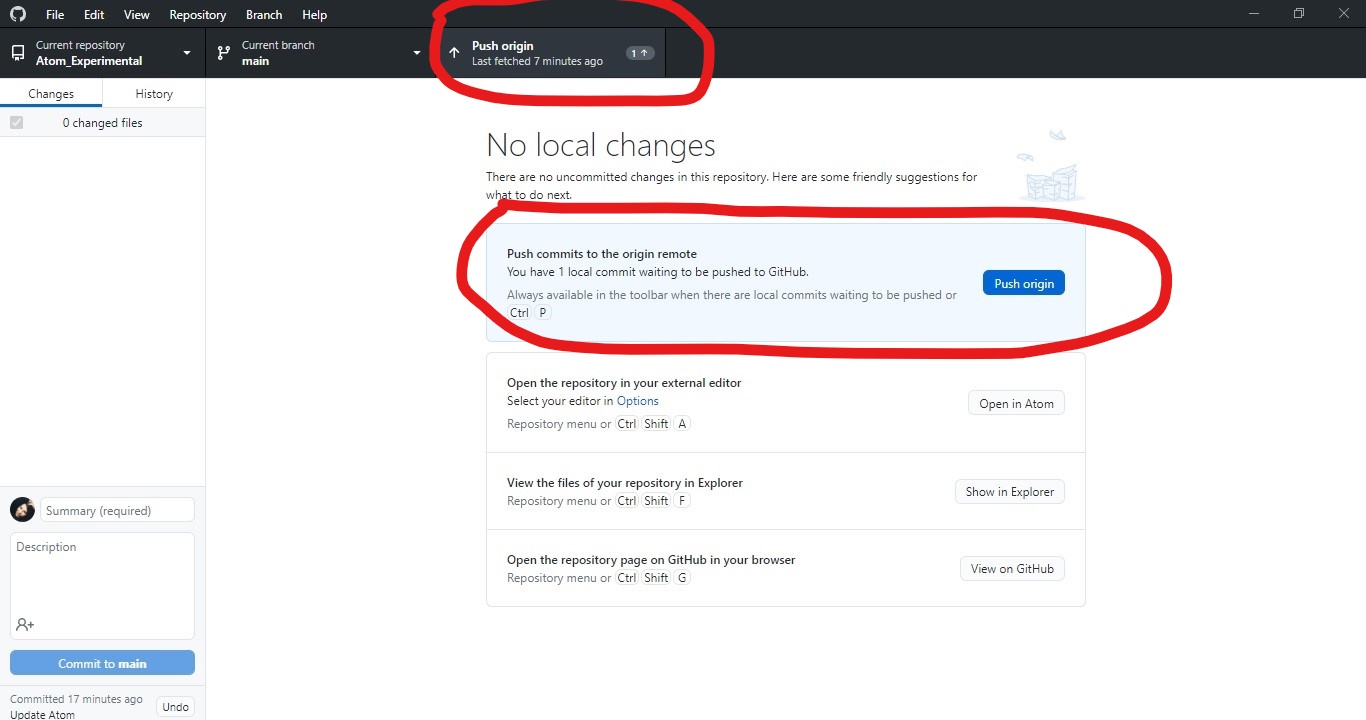 File Edit View Repository Branch Help
Current repository
Atom_Experimental
Current branch
main
Push origin
Last fetched 7 minutes ago
1
Changes History
0 changed files
No local changes
There are no uncommitted changes in this repository. Here are some friendly suggestions for
what to do next.
Push commits to the origin remote
You have 1 local commit waiting to be pushed to GitHub.
Always available in the toolbar when there are local commits waiting to be pushed or
Ctrl P
Push origin
Open the repository in your external editor
Select your editor in Options
Repository menu or Ctrl Shift A
Open in Atom
View the files of your repository in Explorer
Repository menu or Ctrl Shift F
Show in Explorer
Open the repository page on GitHub in your browser
Repository menu or Ctrl Shift G
View on GitHub
Summary (required)
Description
Commit to main
Committed 17 minutes ago
Update Atom
Undo